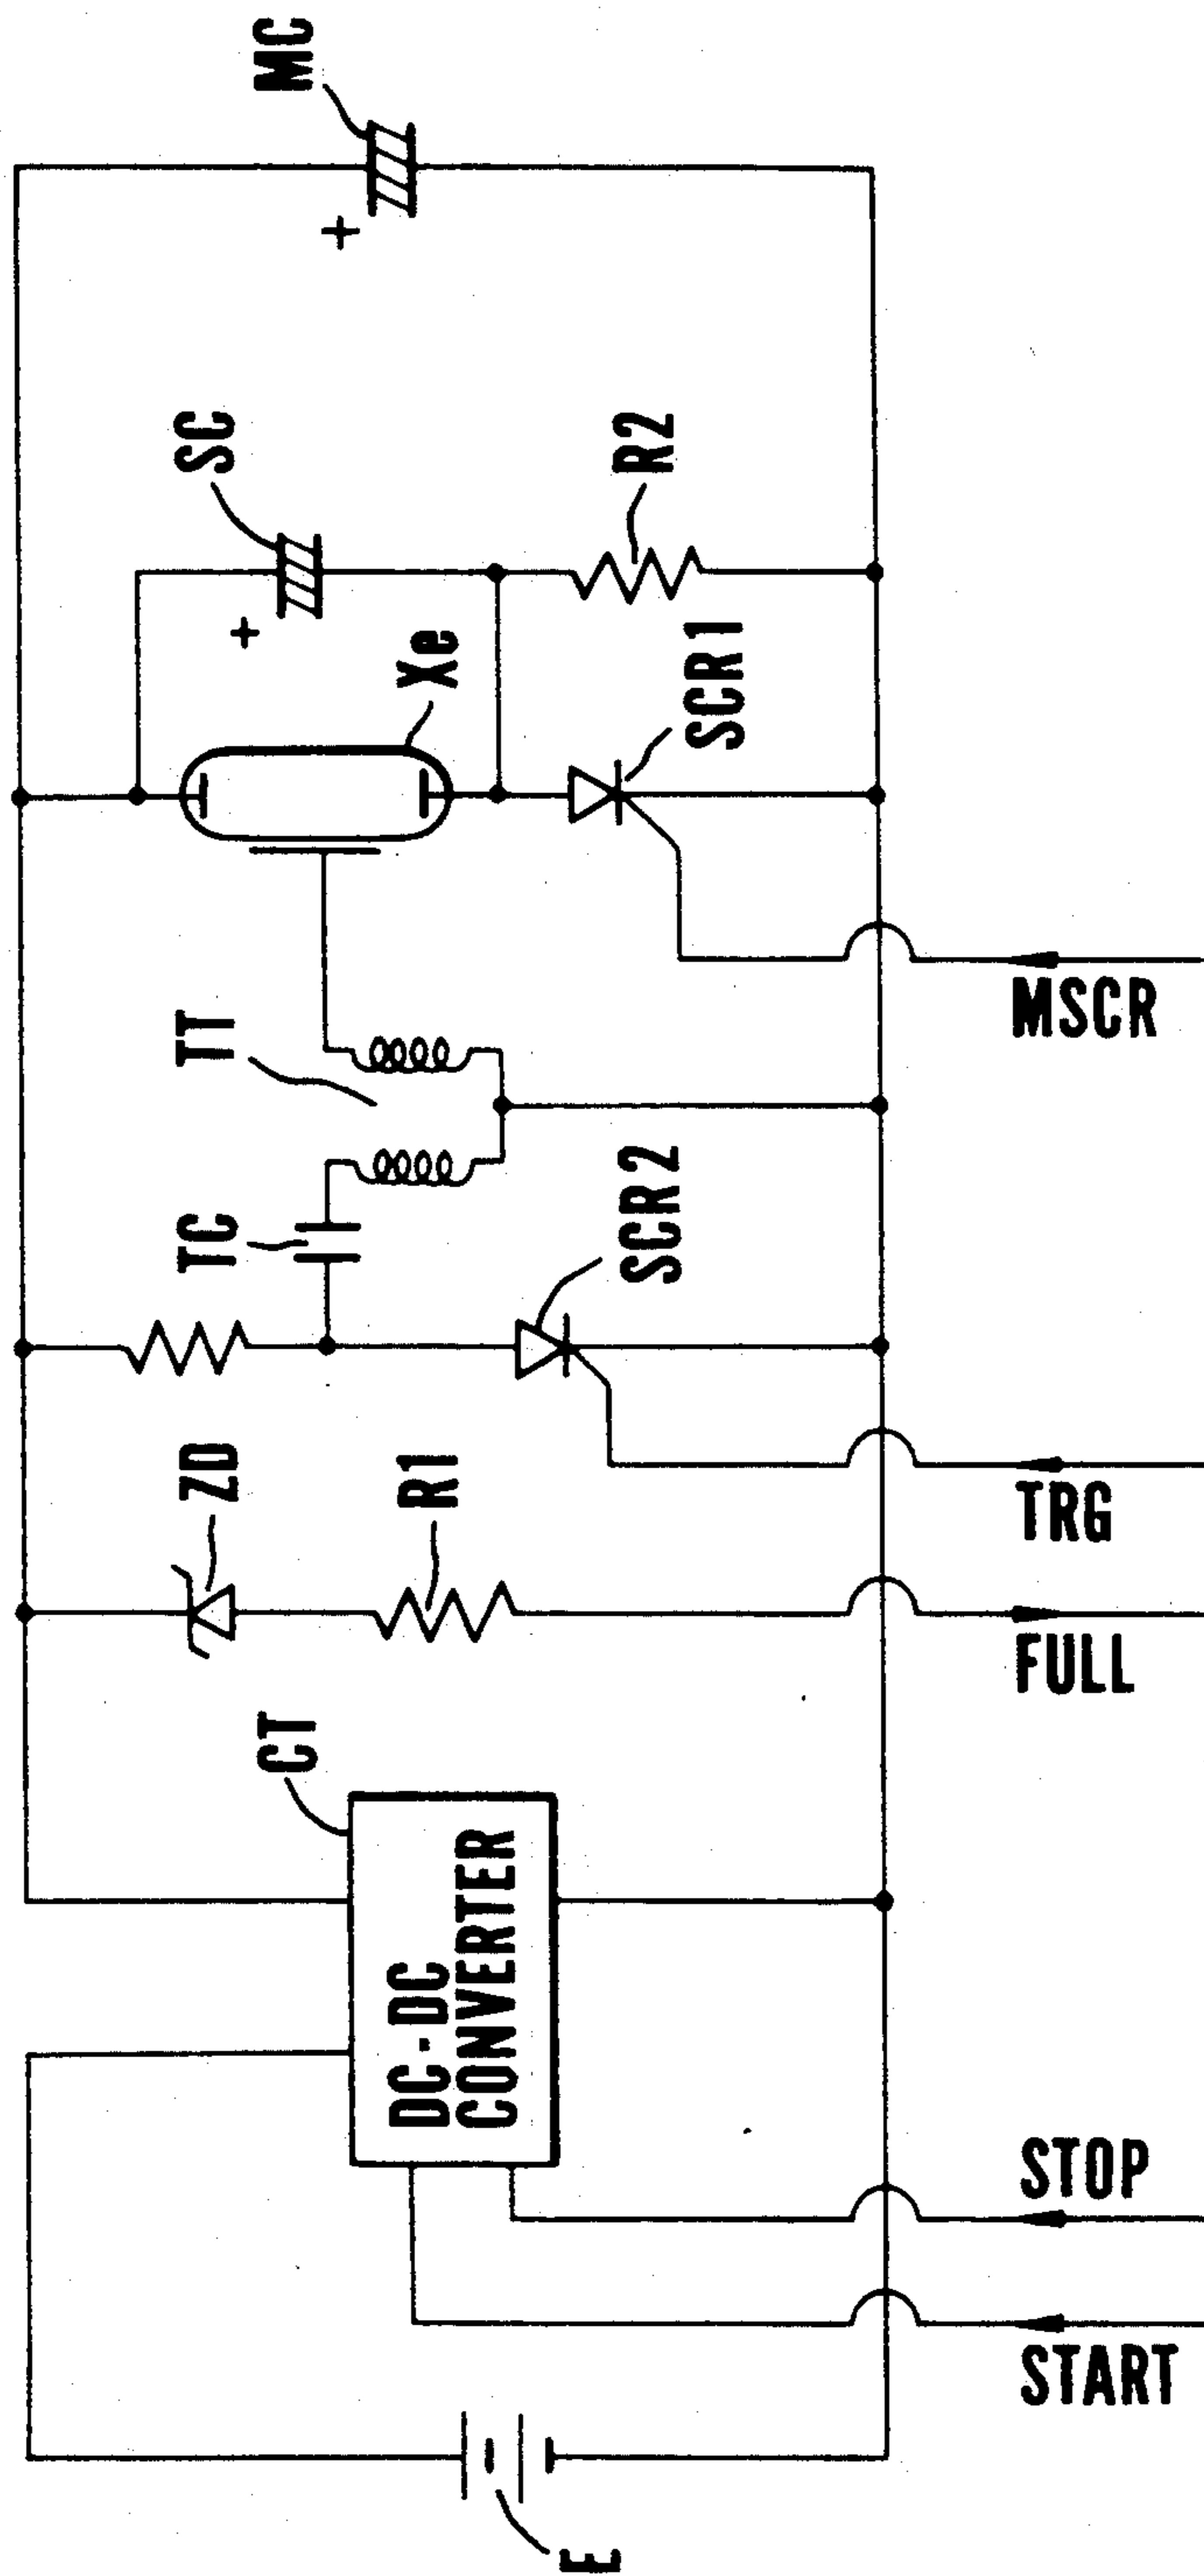 MC
+
SC
+
R2
Xe
SCR1
MSCR
TT
TC
SCR2
ZD
R1
TRG
FULL
CT
DC-DC
CONVERTER
STOP
START
E